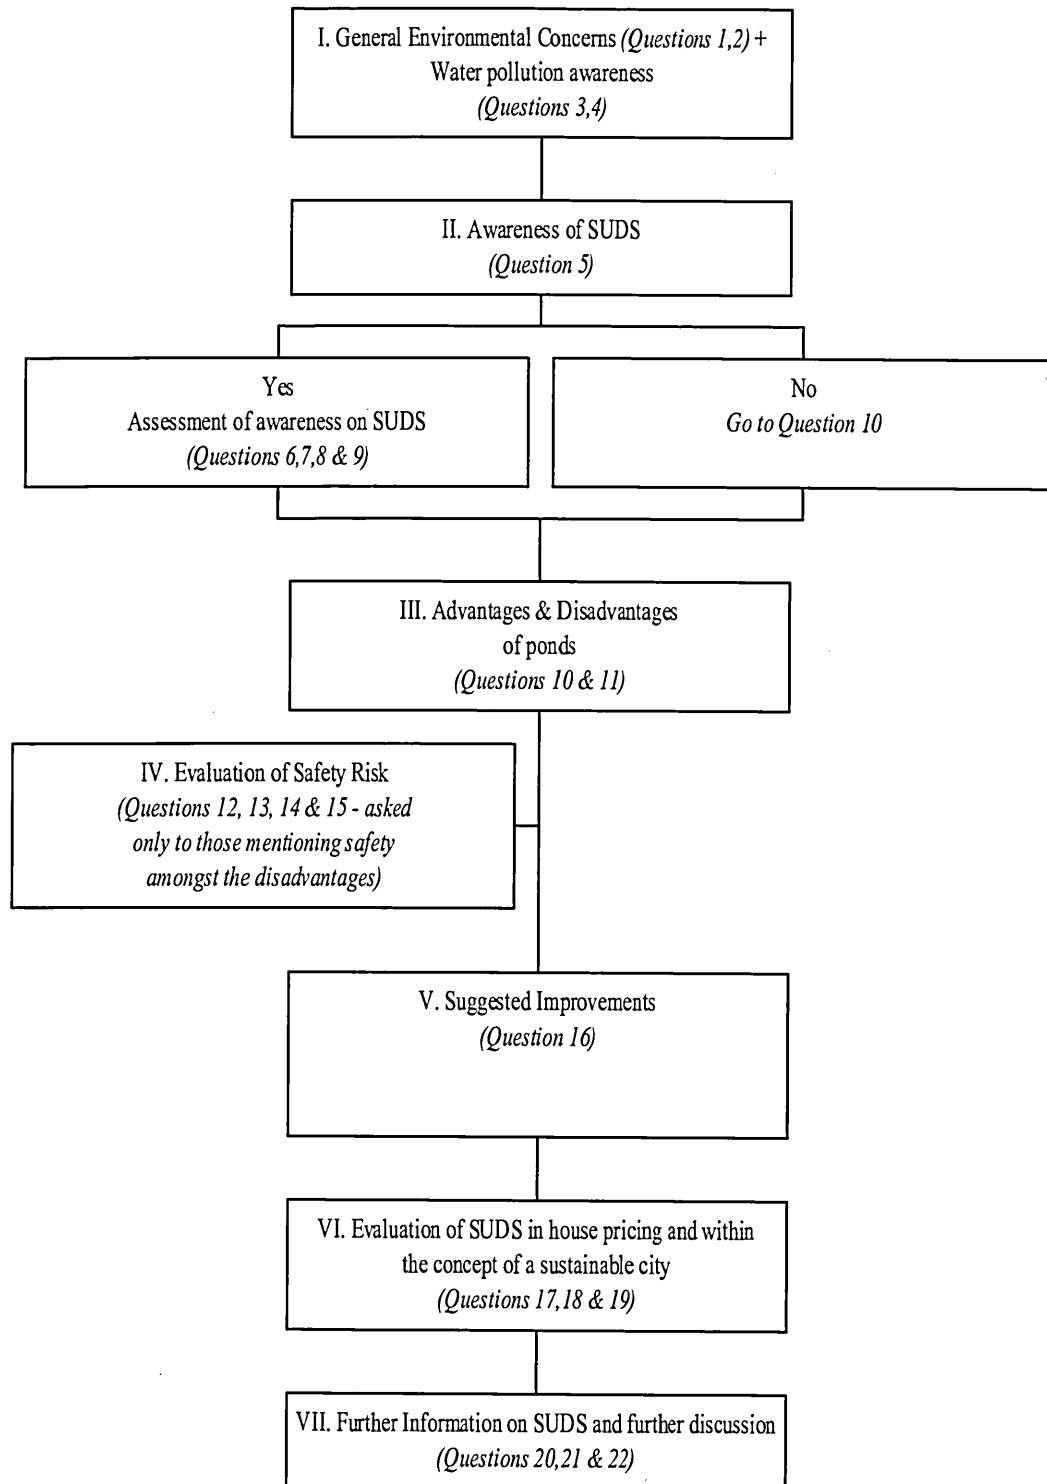 I. General Environmental Concerns (Questions 1,2) +
Water pollution awareness
(Questions 3,4)
II. Awareness of SUDS
(Question 5)
Yes
Assessment of awareness on SUDS
(Questions 6,7,8 & 9)
No
Go to Question 10
III. Advantages & Disadvantages
of ponds
(Questions 10 & 11)
IV. Evaluation of Safety Risk
(Questions 12, 13, 14 & 15 - asked
only to those mentioning safety
amongst the disadvantages)
V. Suggested Improvements
(Question 16)
VI. Evaluation of SUDS in house pricing and within
the concept of a sustainable city
(Questions 17,18 & 19)
VII. Further Information on SUDS and further discussion
(Questions 20,21 & 22)